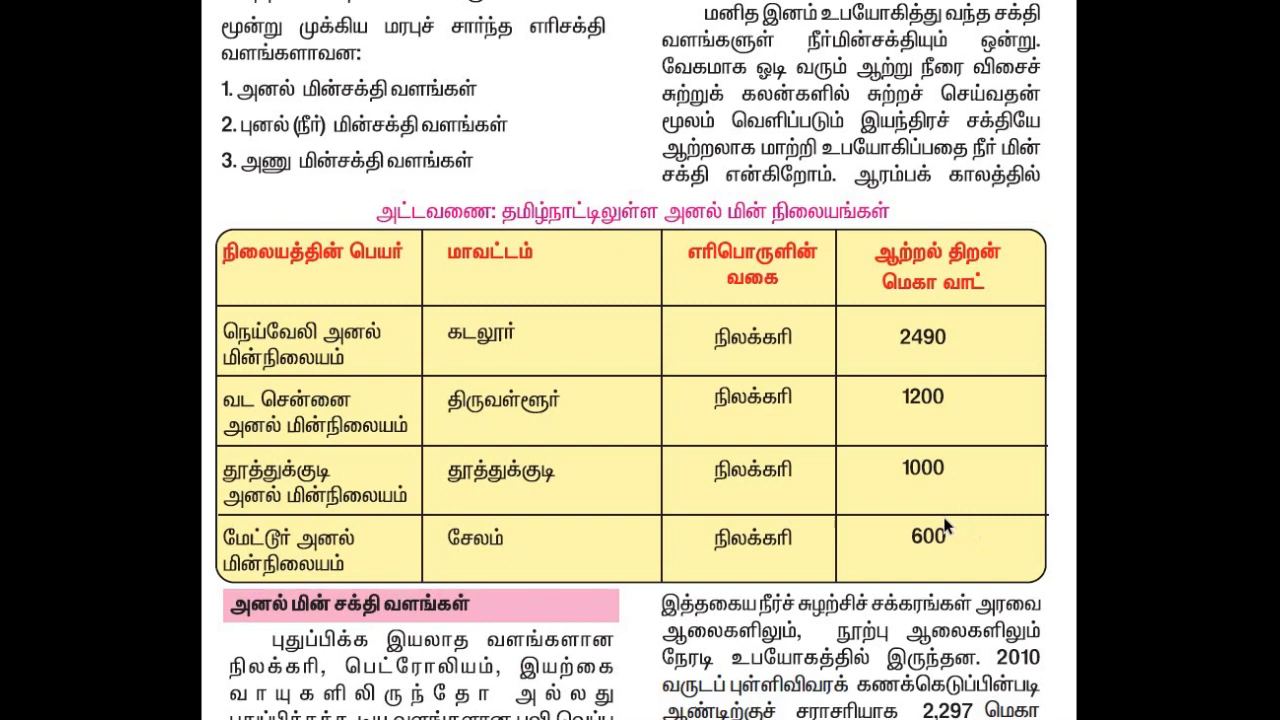 மூன்று முக்கிய மரபுச் சார்ந்த எரிசக்தி
வளங்களாவன:
1. அனல் மின்சக்தி வளங்கள்
2. புனல் (நீர்) மின்சக்தி வளங்கள்
3. அணு மின்சக்தி வளங்கள்
மனித இனம் உபயோகித்து வந்த சக்தி
வளங்களுள் நீர்மின்சக்தியும் ஒன்று.
வேகமாக ஓடி வரும் ஆற்று நீரை விசைச்
சுற்றுக் கலன்களில் சுற்றச் செய்வதன்
மூலம் வெளிப்படும் இயந்திரச் சக்தியே
ஆற்றலாக மாற்றி உபயோகிப்பதை நீர் மின்
சக்தி என்கிறோம். ஆரம்பக் காலத்தில்
அட்டவணை: தமிழ்நாட்டிலுள்ள அனல் மின் நிலையங்கள்
நிலையத்தின் பெயர் மாவட்டம் எரிபொருளின் வகை ஆற்றல் திறன் மெகா வாட்
நெய்வேலி அனல் மின்நிலையம் கடலூர் நிலக்கரி 2490
வட சென்னை அனல் மின்நிலையம் திருவள்ளூர் நிலக்கரி 1200
தூத்துக்குடி அனல் மின்நிலையம் தூத்துக்குடி நிலக்கரி 1000
மேட்டூர் அனல் மின்நிலையம் சேலம் நிலக்கரி 600
அனல் மின் சக்தி வளங்கள்
புதுப்பிக்க இயலாத வளங்களான
நிலக்கரி, பெட்ரோலியம், இயற்கை
வாயுகளிலிருந்தோ அல்லது
இத்தகைய நீர்ச் சுழற்சிச் சக்கரங்கள் அரவை
ஆலைகளிலும், நூற்பு ஆலைகளிலும்
நேரடி உபயோகத்தில் இருந்தன. 2010
வருடப் புள்ளிவிவரக் கணக்கெடுப்பின்படி
ஆண்டிற்குச் சராசரியாக 2,297 மெகா